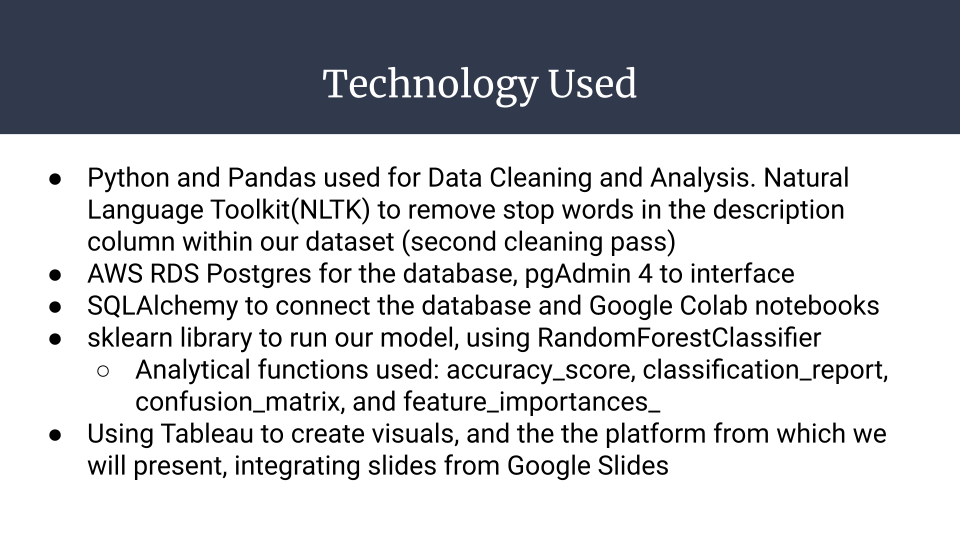 Technology Used
● Python and Pandas used for Data Cleaning and Analysis. Natural
Language Toolkit(NLTK) to remove stop words in the description
column within our dataset (second cleaning pass)
● AWS RDS Postgres for the database, pgAdmin 4 to interface
● SQLAlchemy to connect the database and Google Colab notebooks
● sklearn library to run our model, using RandomForestClassifier
○ Analytical functions used: accuracy_score, classification_report,
confusion_matrix, and feature_importances_
● Using Tableau to create visuals, and the the platform from which we
will present, integrating slides from Google Slides